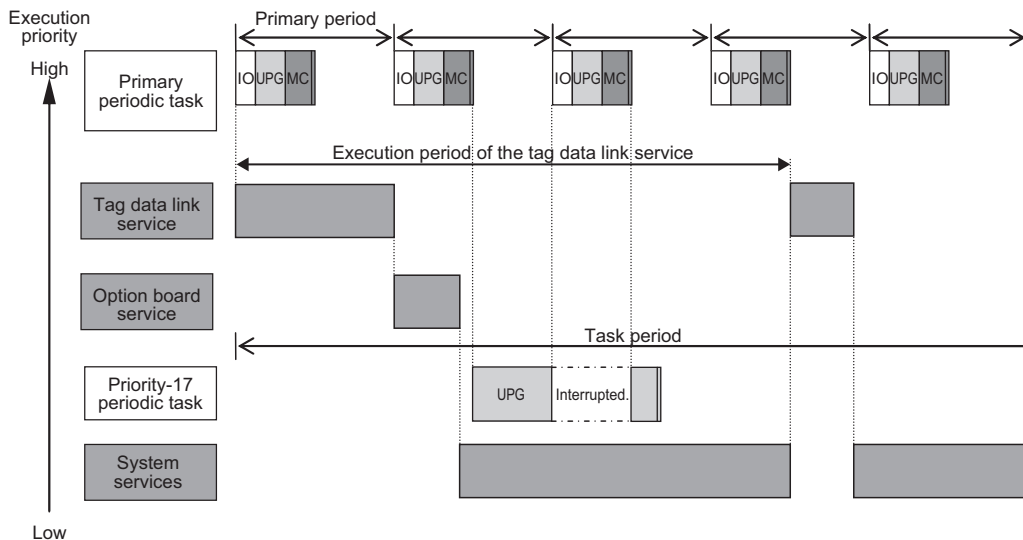 Execution
priority
High
Primary period
Primary
periodic task
IO UPG MC
IO UPG MC
IO UPG MC
IO UPG MC
IO UPG MC
Execution period of the tag data link service
Tag data link
service
Option board
service
Task period
Priority-17
periodic task
UPG
Interrupted.
System
services
Low